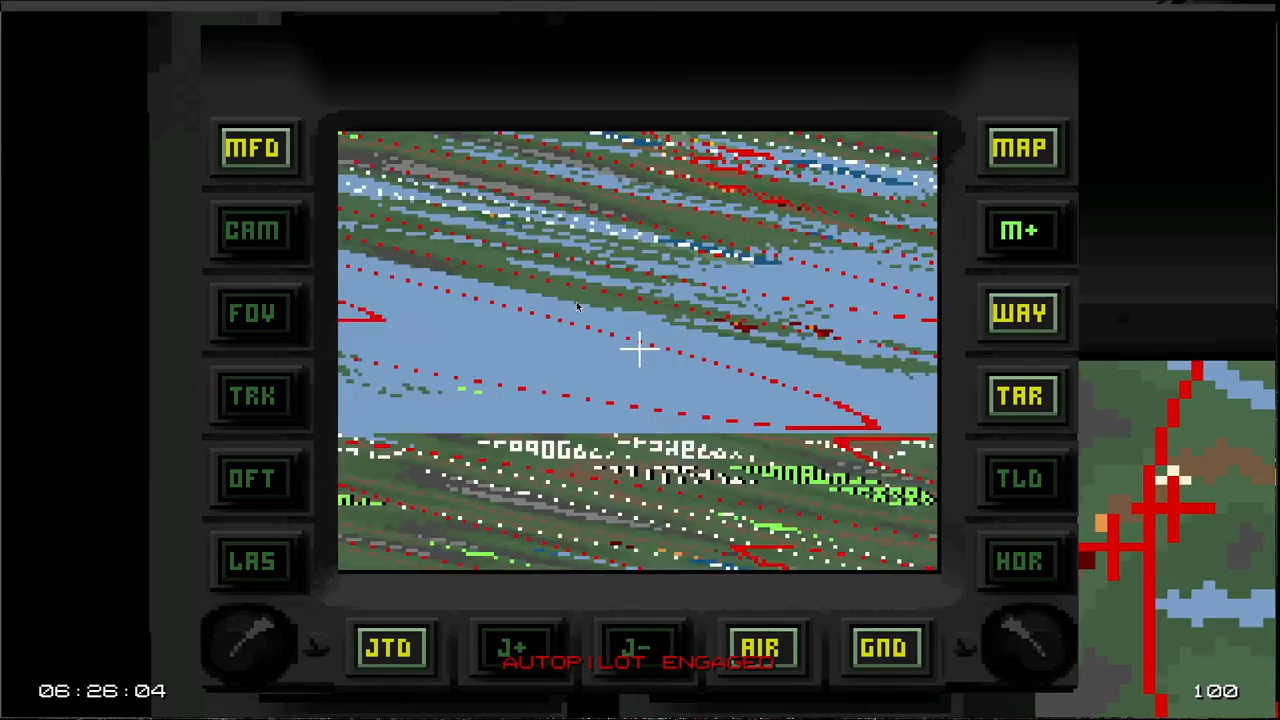 MFD
MAP
CAM
M+
FOV
WAY
TRK
TAR
OFT
TLD
LAS
HOR
JTD
J+
J-
AIR
GND
AUTOPILOT ENGAGED
06:26:04
100